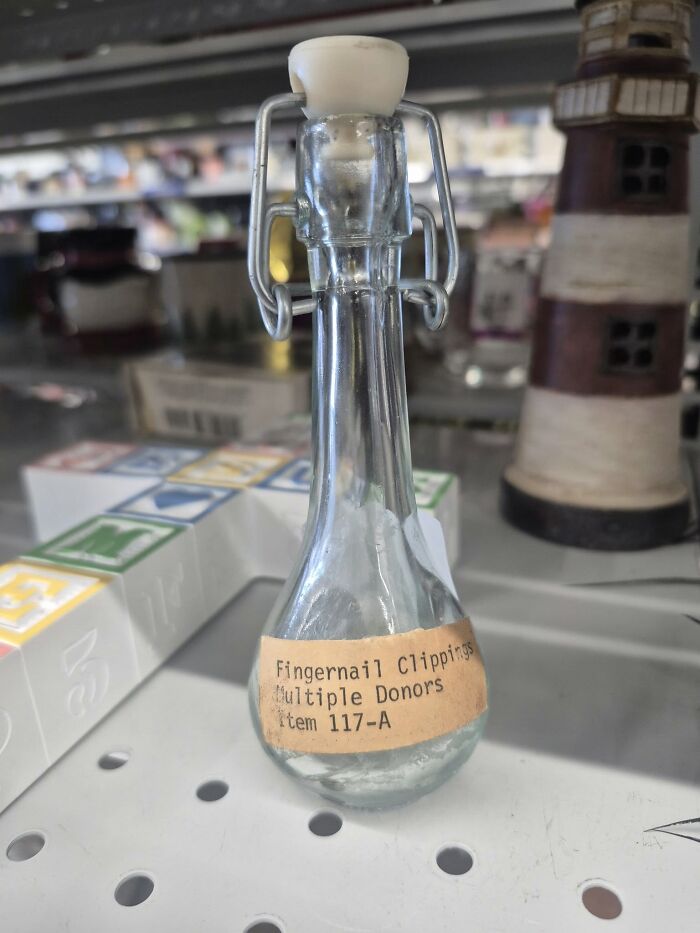 Fingernail Clippings
Multiple Donors
Item 117-A
M
E